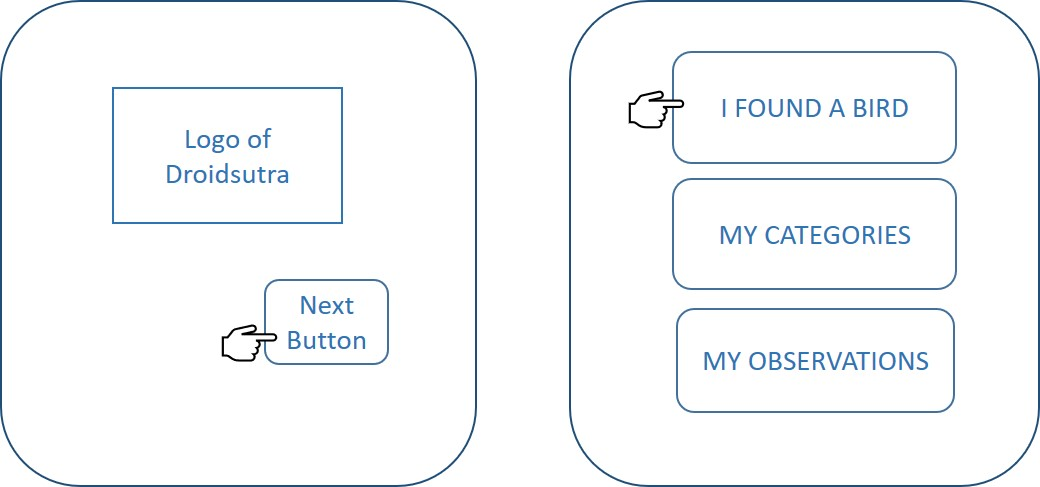 Logo of
Droidsutra
Next
Button
I FOUND A BIRD
MY CATEGORIES
MY OBSERVATIONS